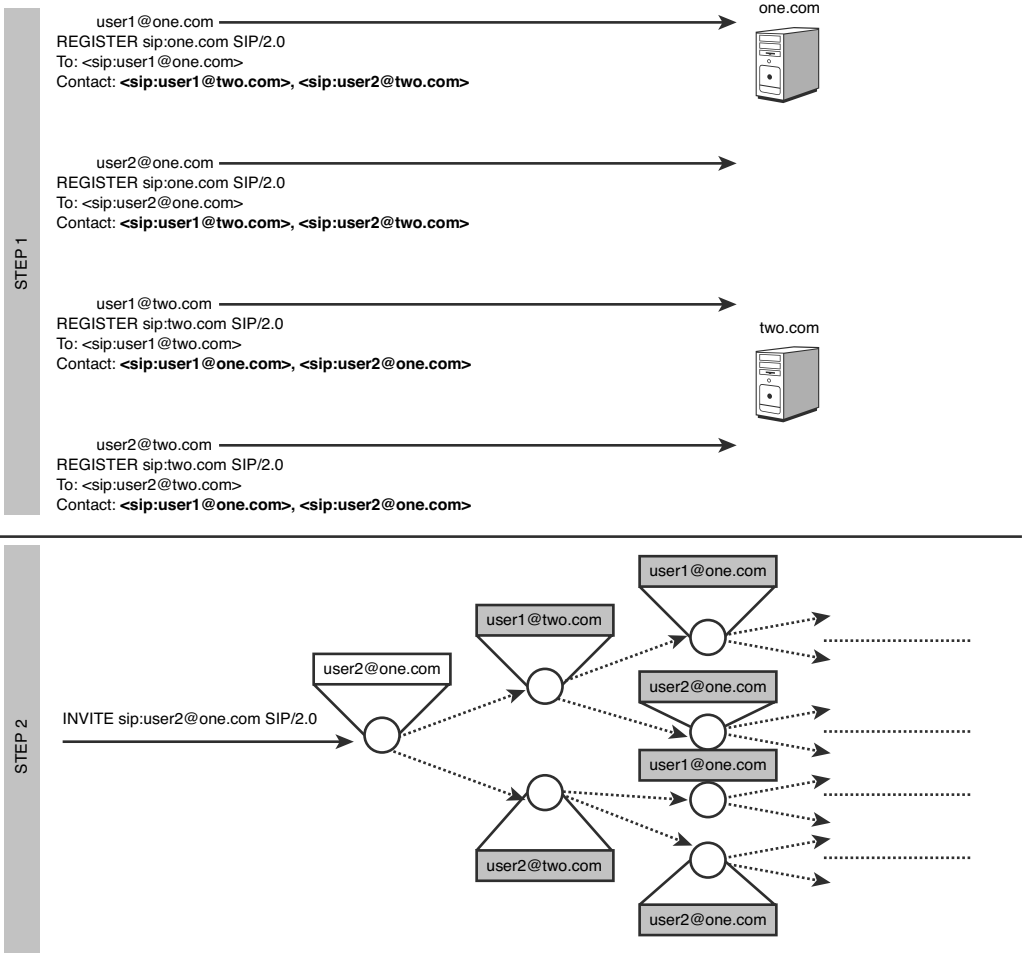 one.com
user1@one.com
REGISTER sip:one.com SIP/2.0
To: <sip:user1@one.com>
Contact: <sip:user1@two.com>, <sip:user2@two.com>
user2@one.com
REGISTER sip:one.com SIP/2.0
To: <sip:user2@one.com>
Contact: <sip:user1@two.com>, <sip:user2@two.com>
STEP 1
user1@two.com
REGISTER sip:two.com SIP/2.0
To: <sip:user1@two.com>
Contact: <sip:user1@one.com>, <sip:user2@one.com>
two.com
user2@two.com
REGISTER sip:two.com SIP/2.0
To: <sip:user2@two.com>
Contact: <sip:user1@one.com>, <sip:user2@one.com>
STEP 2
INVITE sip:user2@one.com SIP/2.0
user2@one.com
user1@two.com
user2@two.com
user1@one.com
user2@one.com
user1@one.com
user2@one.com